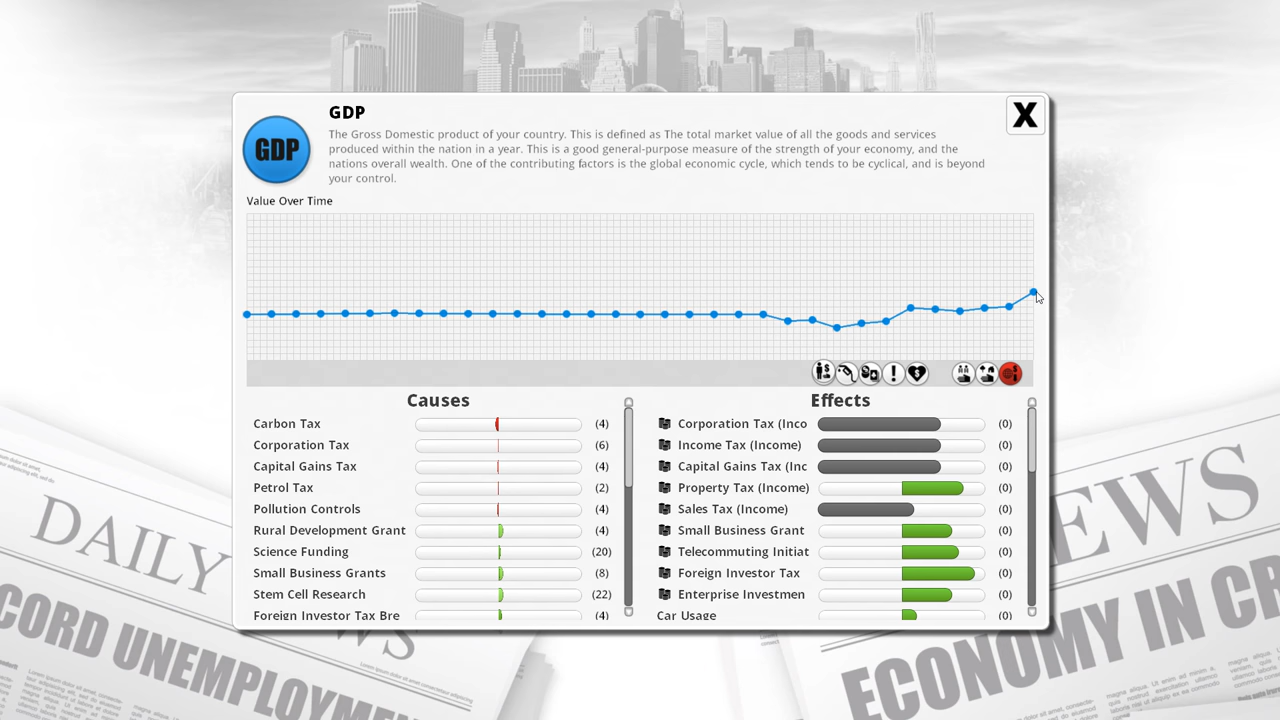 GDP
GDP
The Gross Domestic product of your country. This is defined as The total market value of all the goods and services
produced within the nation in a year. This is a good general-purpose measure of the strength of your economy, and the
nations overall wealth. One of the contributing factors is the global economic cycle, which tends to be cyclical, and is beyond
your control.
X
Value Over Time
Causes
Carbon Tax (4)
Corporation Tax (6)
Capital Gains Tax (4)
Petrol Tax (2)
Pollution Controls (4)
Rural Development Grant (4)
Science Funding (20)
Small Business Grants (8)
Stem Cell Research (22)
Foreign Investor Tax Bre (4)
Effects
Corporation Tax (Inco (0)
Income Tax (Income) (0)
Capital Gains Tax (Inc (0)
Property Tax (Income) (0)
Sales Tax (Income) (0)
Small Business Grant (0)
Telecommuting Initiat (0)
Foreign Investor Tax (0)
Enterprise Investmen (0)
Car Usage (0)
DAILY
NEWS
CORD UNEMPLOYM
EWS
ECONOMY IN CR